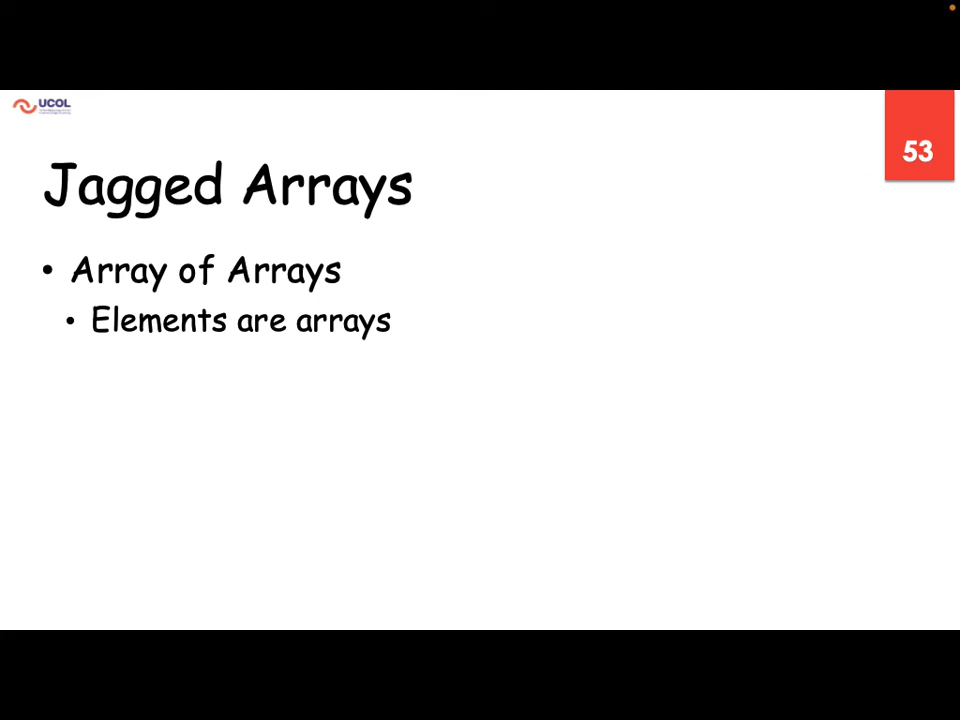 UCOL
53
Jagged Arrays
• Array of Arrays
• Elements are arrays